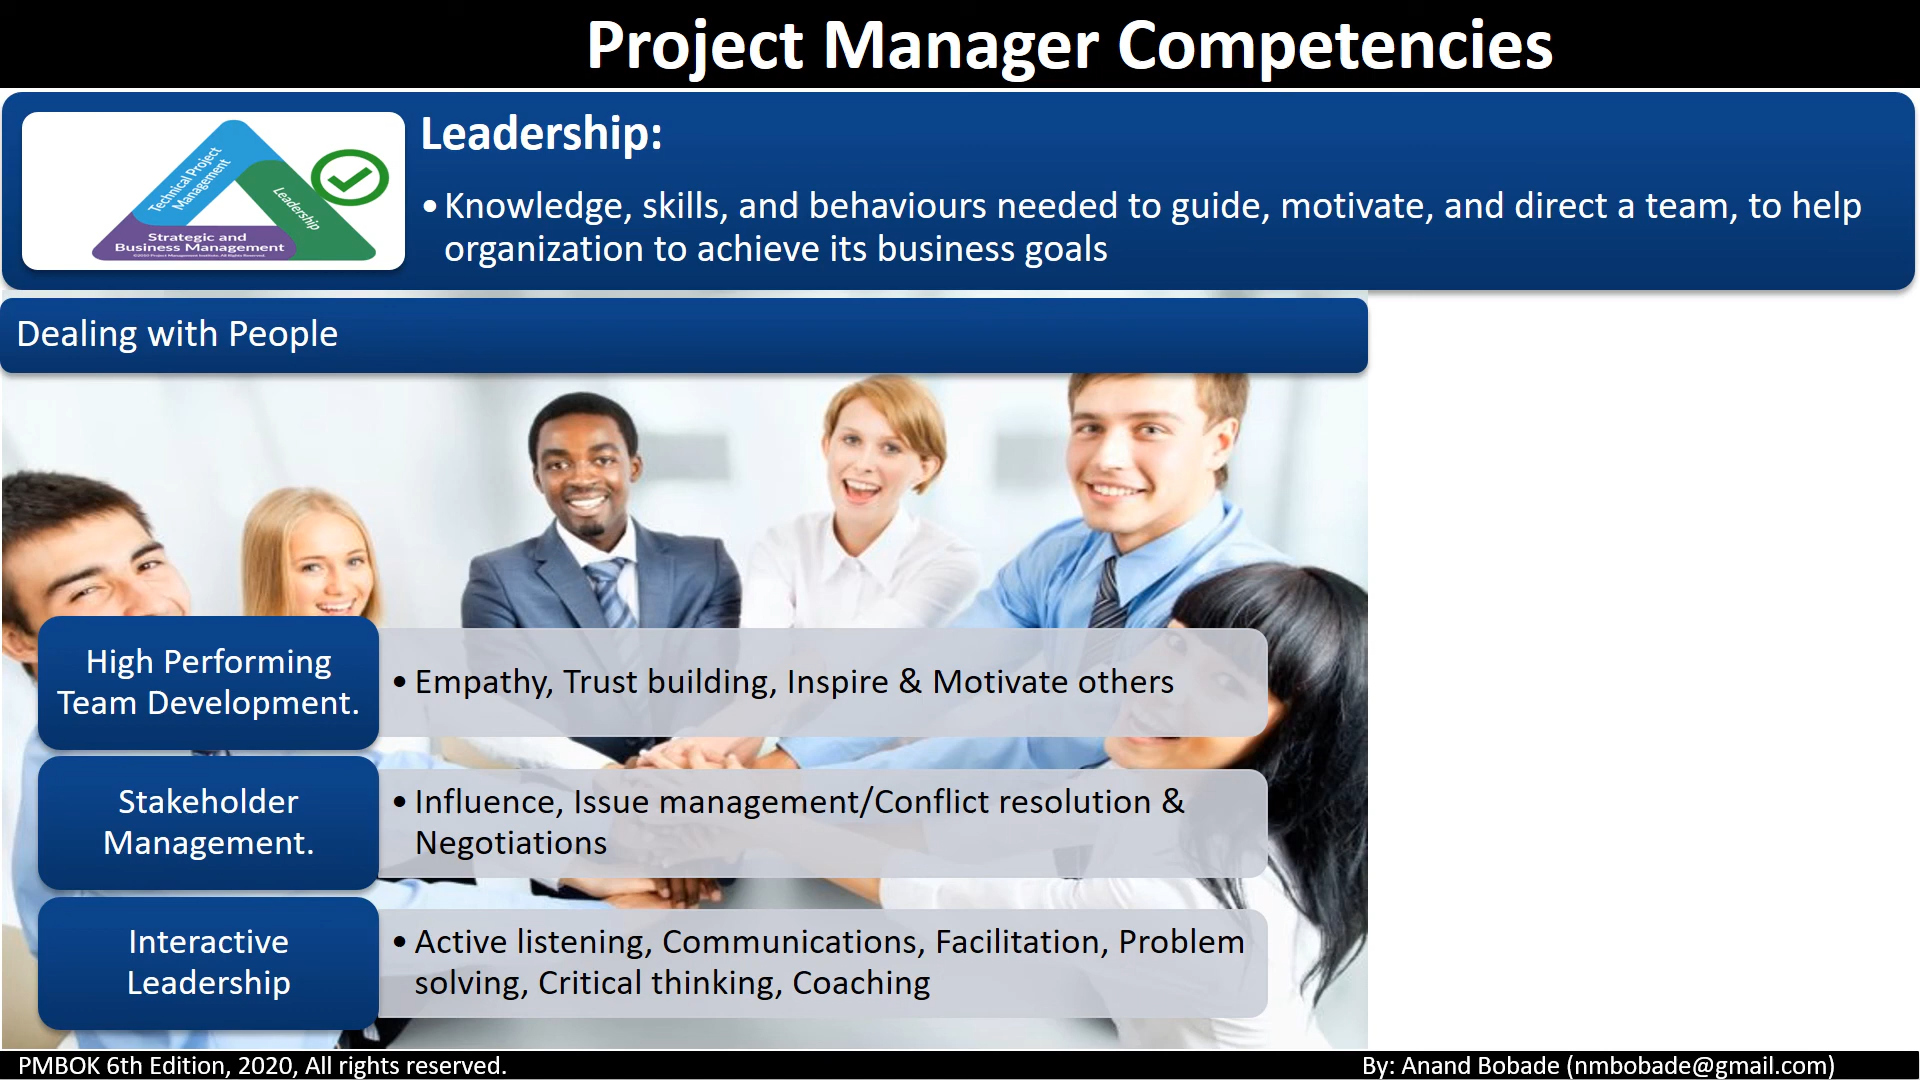 Project Manager Competencies
Technical Project
Management
Leadership
Strategic and
Business Management
Leadership:
• Knowledge, skills, and behaviours needed to guide, motivate, and direct a team, to help
organization to achieve its business goals
Dealing with People
High Performing
Team Development.
• Empathy, Trust building, Inspire & Motivate others
Stakeholder
Management.
• Influence, Issue management/Conflict resolution &
Negotiations
Interactive
Leadership
• Active listening, Communications, Facilitation, Problem
solving, Critical thinking, Coaching
PMBOK 6th Edition, 2020, All rights reserved.
By: Anand Bobade (nmbobade@gmail.com)